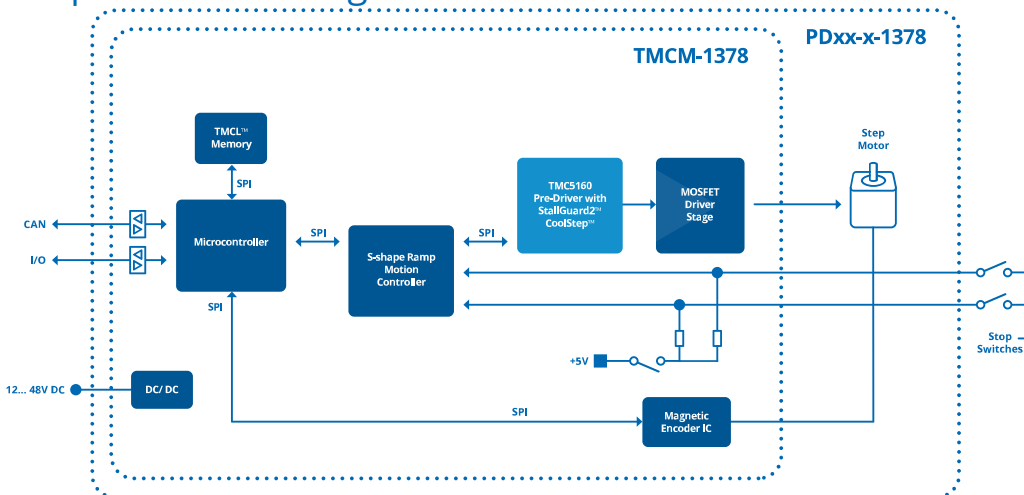 PDxx-x-1378
TMCM-1378
TMCL™
Memory
SPI
Step
Motor
TMC5160
Pre-Driver with
StallGuard2™
CoolStep™
MOSFET
Driver
Stage
CAN
I/O
Microcontroller
SPI
S-shape Ramp
Motion
Controller
SPI
SPI
+5V
Stop
Switches
12... 48V DC
DC/ DC
SPI
Magnetic
Encoder IC